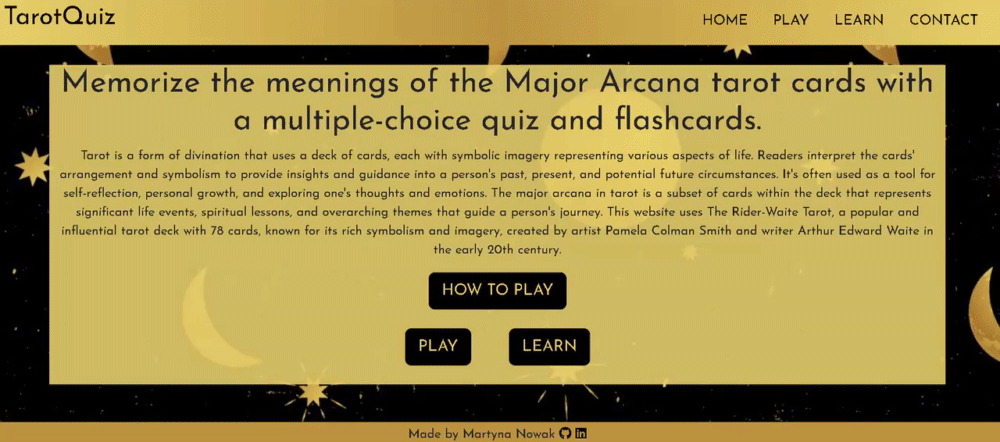 TarotQuiz
HOME PLAY LEARN CONTACT
Memorize the meanings of the Major Arcana tarot cards with
a multiple-choice quiz and flashcards.
Tarot is a form of divination that uses a deck of cards, each with symbolic imagery representing various aspects of life. Readers interpret the cards'
arrangement and symbolism to provide insights and guidance into a person's past, present, and potential future circumstances. It's often used as a tool for
self-reflection, personal growth, and exploring one's thoughts and emotions. The major arcana in tarot is a subset of cards within the deck that represents
significant life events, spiritual lessons, and overarching themes that guide a person's journey. This website uses The Rider-Waite Tarot, a popular and
influential tarot deck with 78 cards, known for its rich symbolism and imagery, created by artist Pamela Colman Smith and writer Arthur Edward Waite in
the early 20th century.
HOW TO PLAY
PLAY LEARN
Made by Martyna Nowak